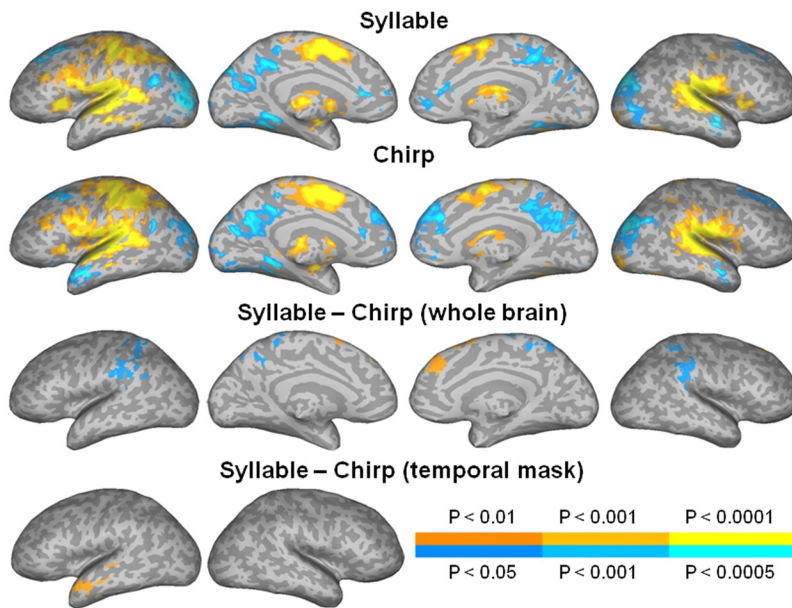 Syllable
Chirp
Syllable – Chirp (whole brain)
Syllable – Chirp (temporal mask)
P < 0.01 P < 0.001 P < 0.0001
P < 0.05 P < 0.001 P < 0.0005